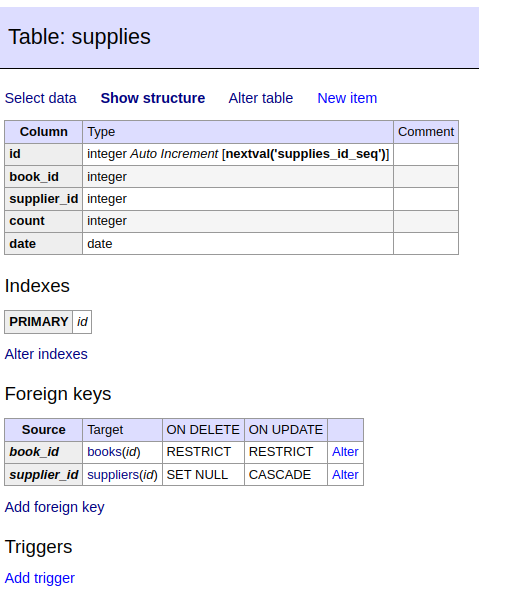 Table: supplies
Select data Show structure Alter table New item
Column Type Comment
id integer Auto Increment [nextval('supplies_id_seq')]
book_id integer
supplier_id integer
count integer
date date
Indexes
PRIMARY id
Alter indexes
Foreign keys
Source Target ON DELETE ON UPDATE
book_id books(id) RESTRICT RESTRICT Alter
supplier_id suppliers(id) SET NULL CASCADE Alter
Add foreign key
Triggers
Add trigger